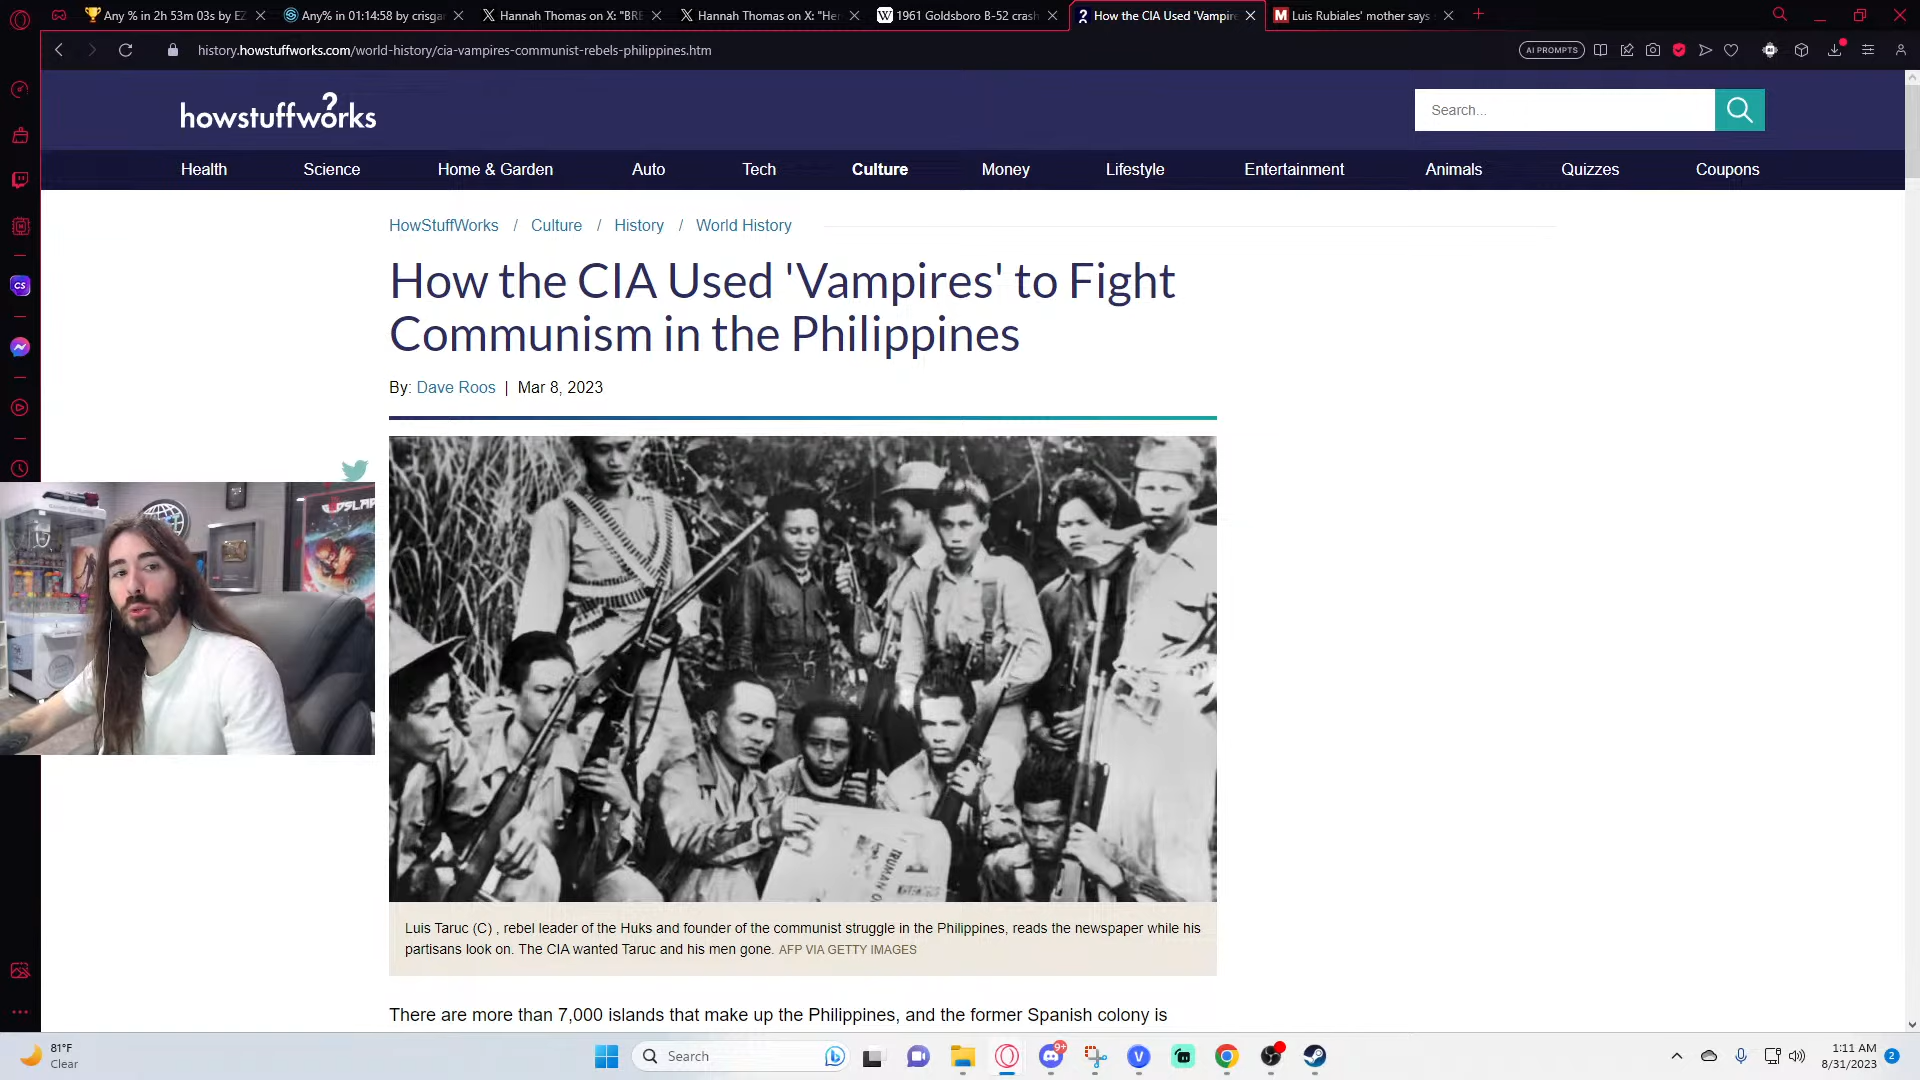 Any % in 2h 53m 03s by EZ
Any% in 01:14:58 by crisgar
Hannah Thomas on X: "BRE
Hannah Thomas on X: "Her
W 1961 Goldsboro B-52 crash
How the CIA Used 'Vampire
M Luis Rubiales' mother says
history.howstuffworks.com/world-history/cia-vampires-communist-rebels-philippines.htm
AI PROMPTS
howstuffworks
Search...
Health
Science
Home & Garden
Auto
Tech
Culture
Money
Lifestyle
Entertainment
Animals
Quizzes
Coupons
HowStuffWorks / Culture / History / World History
CS
How the CIA Used 'Vampires' to Fight
Communism in the Philippines
By: Dave Roos | Mar 8, 2023
TRUMAN
Luis Taruc (C) , rebel leader of the Huks and founder of the communist struggle in the Philippines, reads the newspaper while his
partisans look on. The CIA wanted Taruc and his men gone. AFP VIA GETTY IMAGES
There are more than 7,000 islands that make up the Philippines, and the former Spanish colony is
81°F
Clear
Search
9+
V
1:11 AM
8/31/2023
2